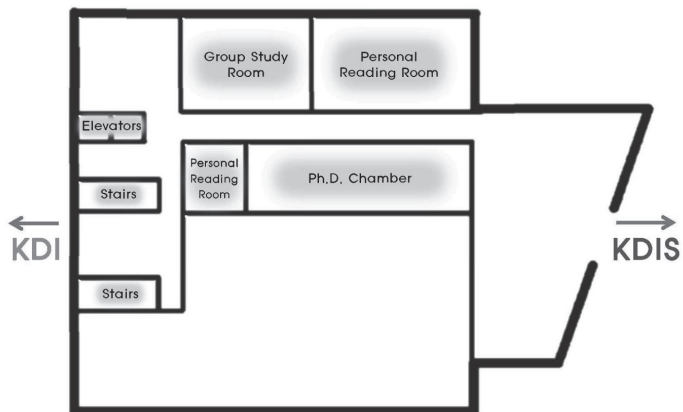 Group Study
Room
Personal
Reading Room
Elevators
Personal
Reading
Room
Ph.D. Chamber
Stairs
KDI
KDIS
Stairs